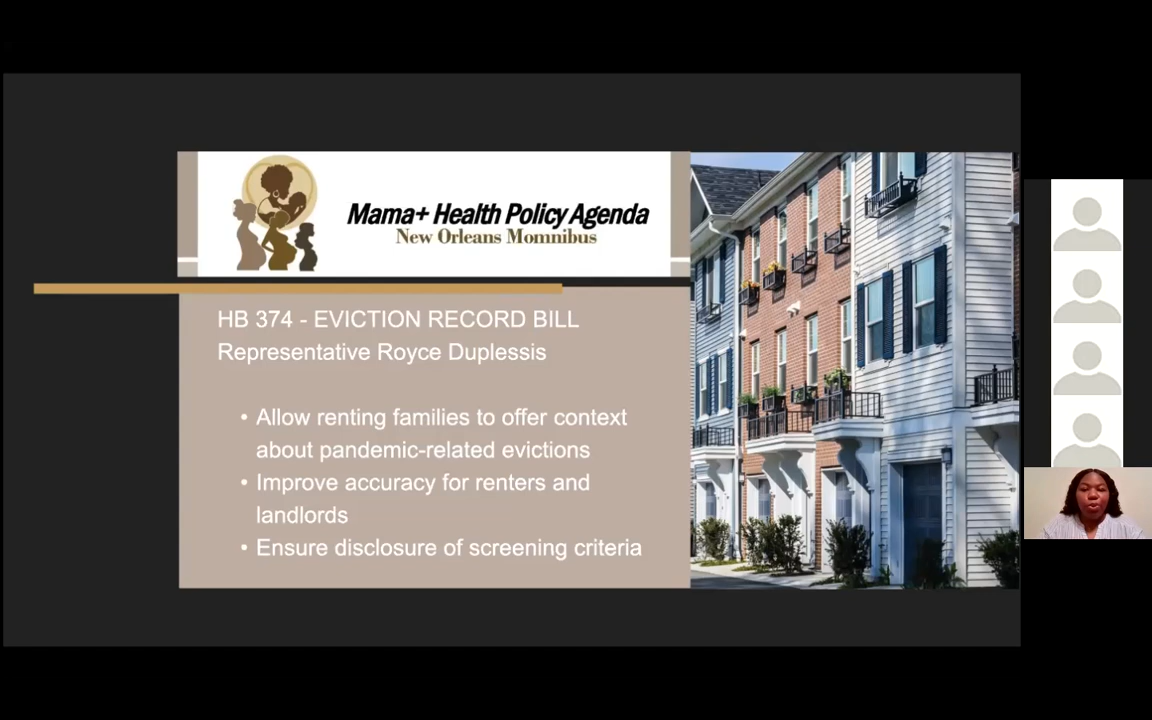 Mama+ Health Policy Agenda
New Orleans Momnibus
HB 374 - EVICTION RECORD BILL
Representative Royce Duplessis
• Allow renting families to offer context
about pandemic-related evictions
• Improve accuracy for renters and
landlords
• Ensure disclosure of screening criteria